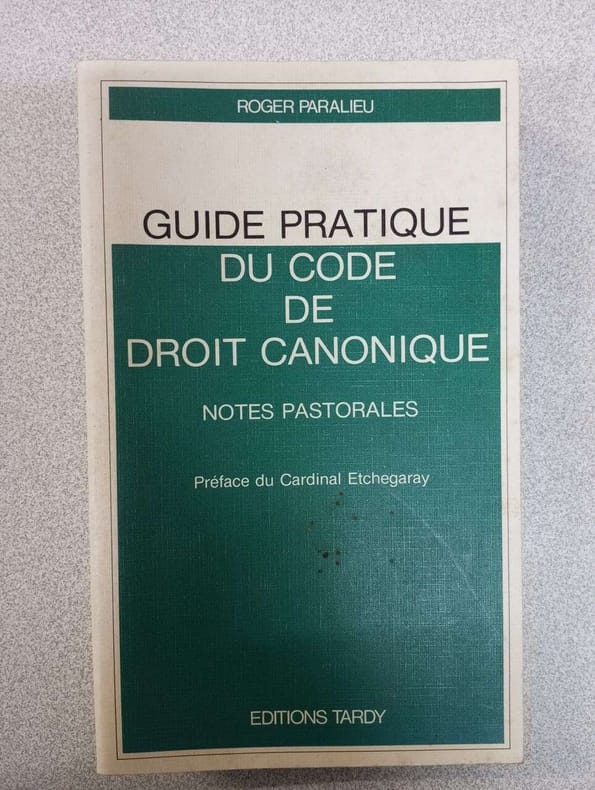 ROGER PARALIEU
GUIDE PRATIQUE
DU CODE
DE
DROIT CANONIQUE
NOTES PASTORALES
Préface du Cardinal Etchegaray
EDITIONS TARDY